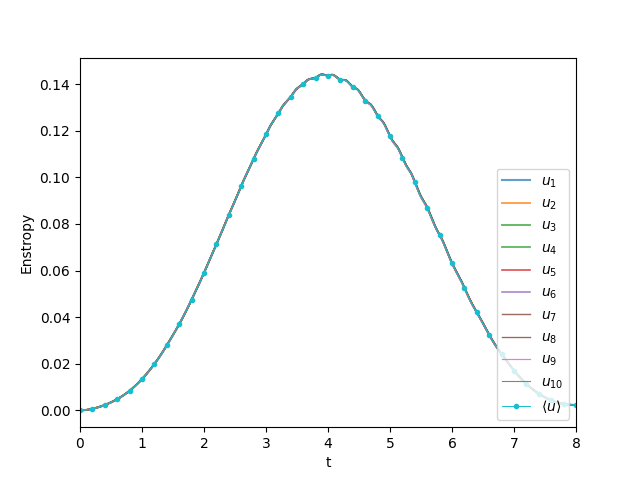 Enstropy
0.14
0.12
0.10
0.08
0.06
0.04
0.02
0.00
0 1 2 3 4 5 6 7 8
t
u₁
u₂
u₃
u₄
u₅
u₆
u₇
u₈
u₉
u₁₀
⟨u⟩